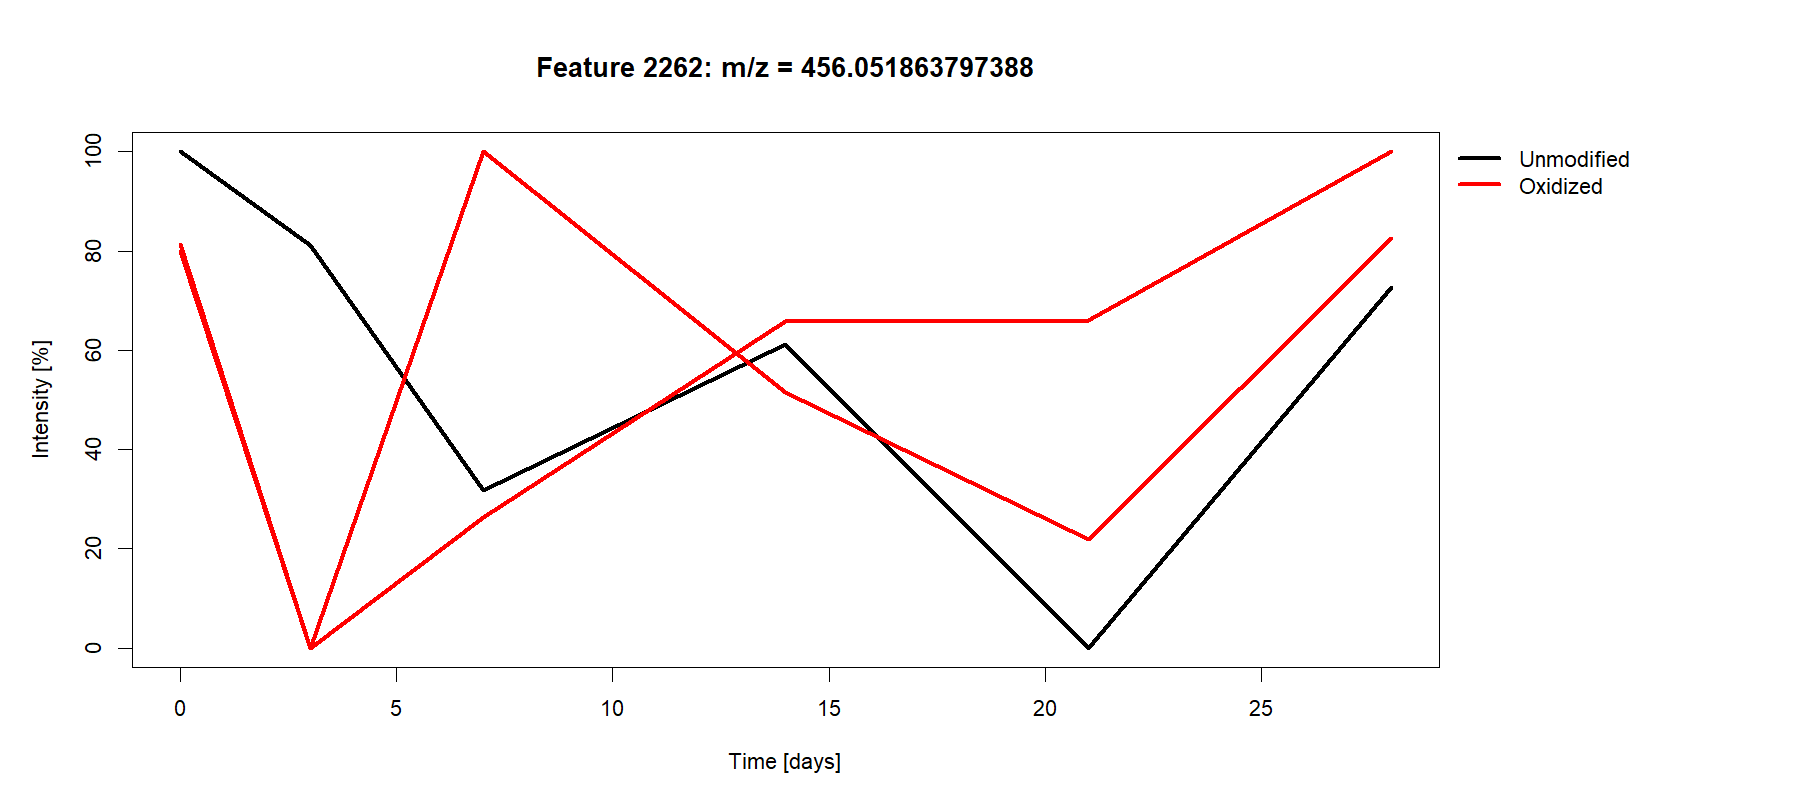 Feature 2262: m/z = 456.051863797388
Unmodified
Oxidized
Intensity [%]
100
80
60
40
20
0
0 5 10 15 20 25
Time [days]